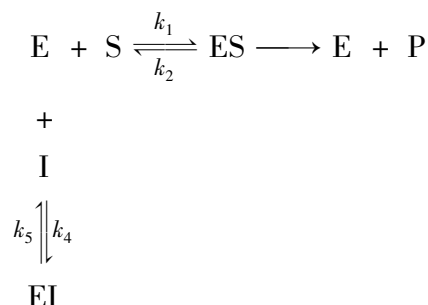 k₁
E + S ⇌ ES ⟶ E + P
k₂
+
I
k₅ ⇌ k₄
EI